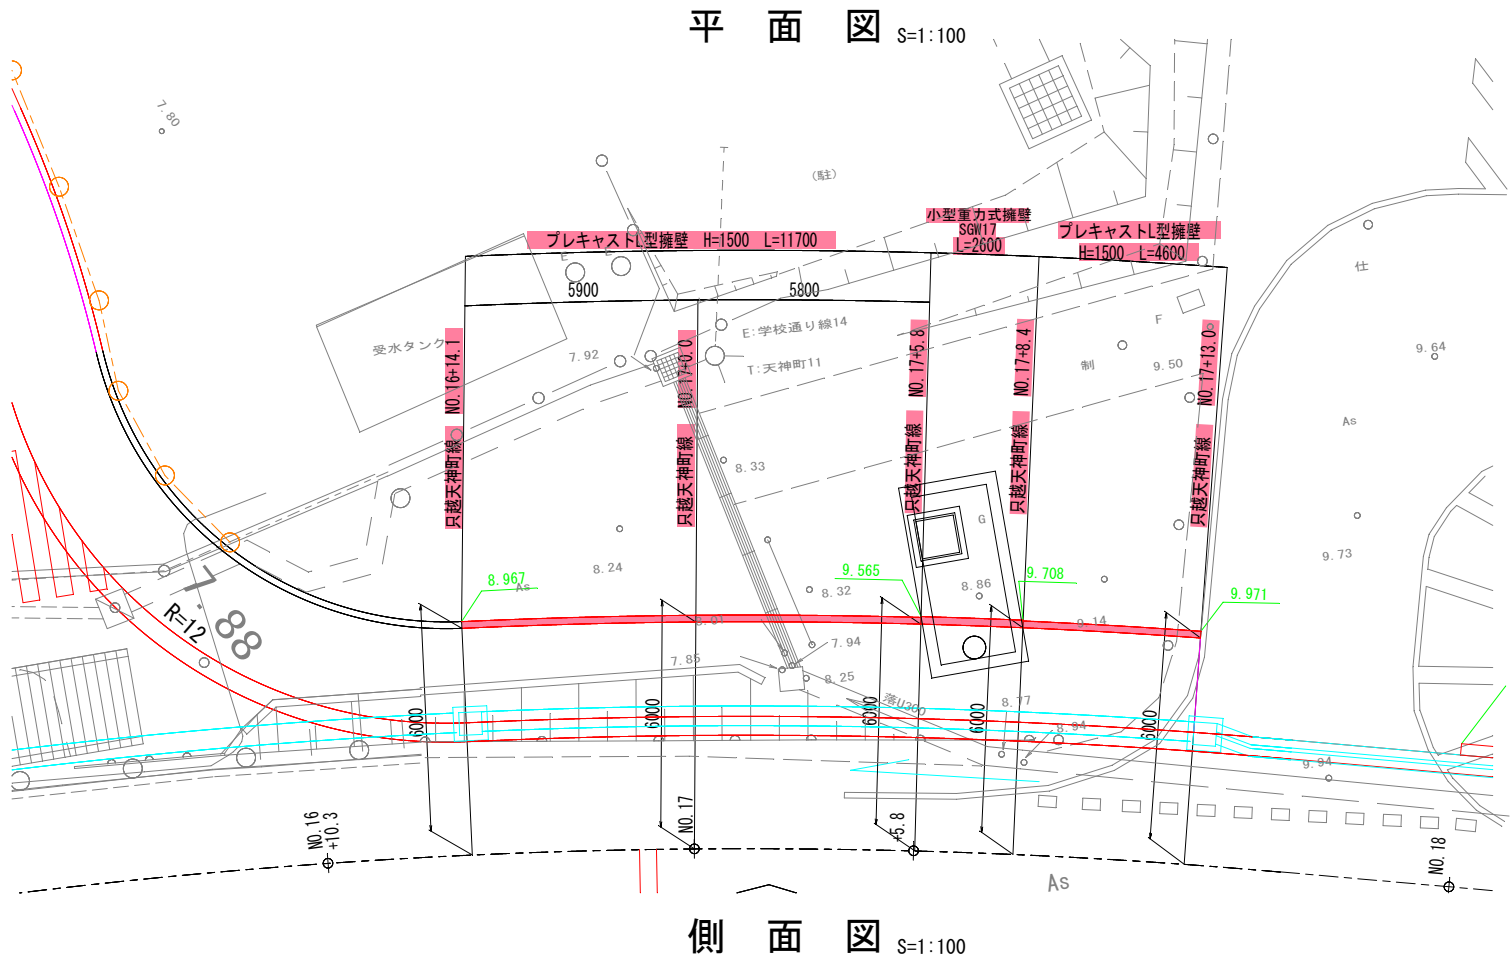 平 面 図 S=1:100
7.80
(駐)
小型重力式擁壁
SGW17
L=2600
プレキャストL型擁壁 H=1500 L=11700
プレキャストL型擁壁
H=1500 L=4600
E
E
仕
5900
5800
F
E:学校通り線14
受水タンク
7.92
T:天神町11
制
9.50
9.64
NO.16+14.1
NO.17+0.0
NO.17+5.8
NO.17+8.4
NO.17+13.0
As
只越天神町線
只越天神町線
只越天神町線
只越天神町線
只越天神町線
8.33
G
9.73
8.24
8.967
As
9.565
8.32
8.86
9.708
9.971
7.88
R=12
8.91
9.14
7.94
7.85
8.25
落U300
8.77
8.94
6000
6000
6000
6000
6000
9.94
NO.16
+10.3
NO.17
+5.8
NO.18
As
側 面 図 S=1:100